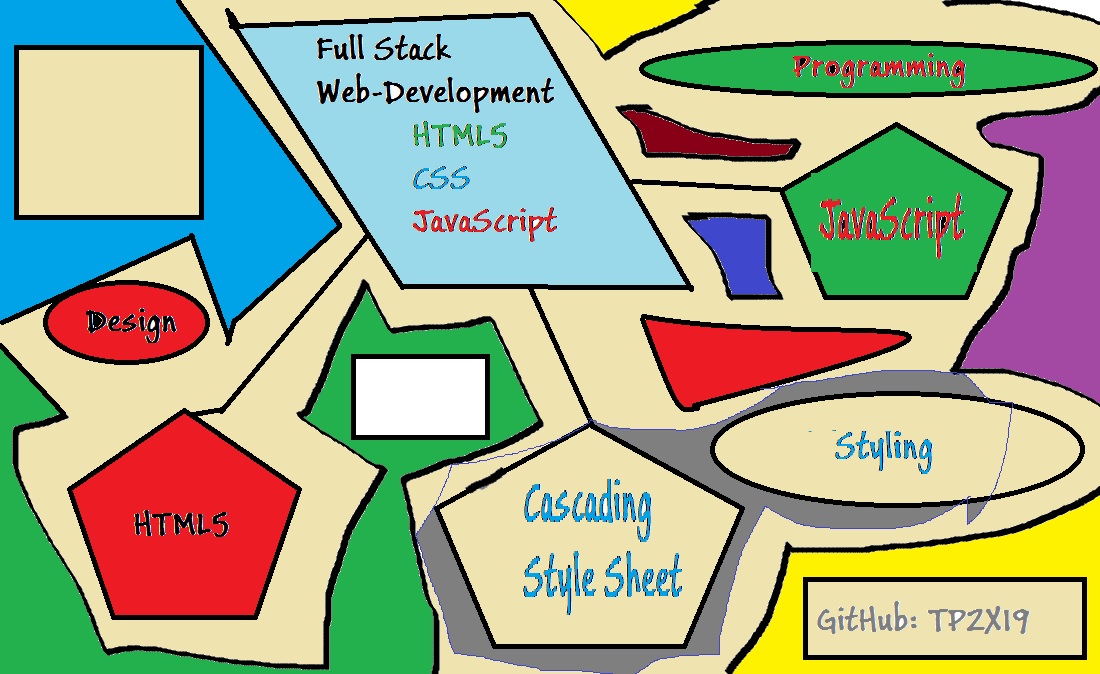 Full Stack
Web-Development
HTML5
CSS
JavaScript
Programming
JavaScript
Design
HTML5
Styling
Cascading
Style Sheet
GitHub: TP2X19